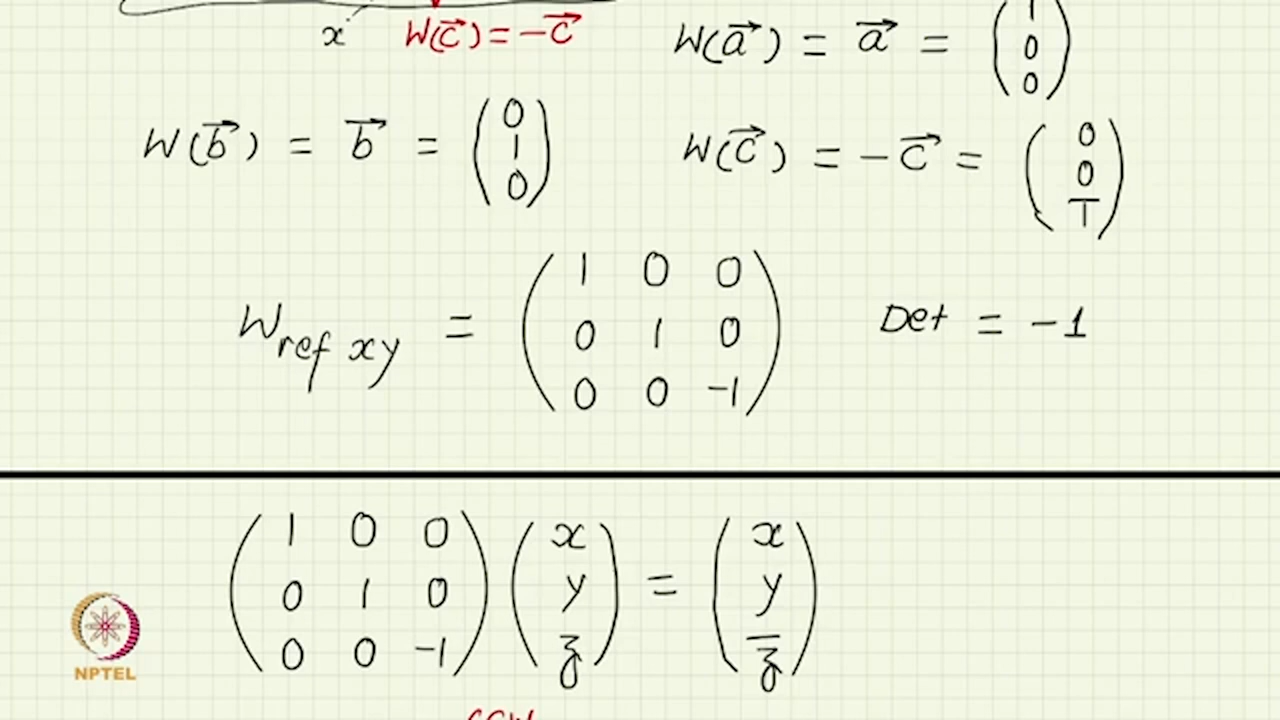 x W(c⃗) = -c⃗
W(a⃗) = a⃗ = (1 0 0)
W(b⃗) = b⃗ = (0 1 0)
W(c⃗) = -c⃗ = (0 0 1̅)
W ref xy = (1 0 0
0 1 0
0 0 -1) Det = -1
(1 0 0
0 1 0
0 0 -1) (x y z) = (x y z̅)
NPTEL